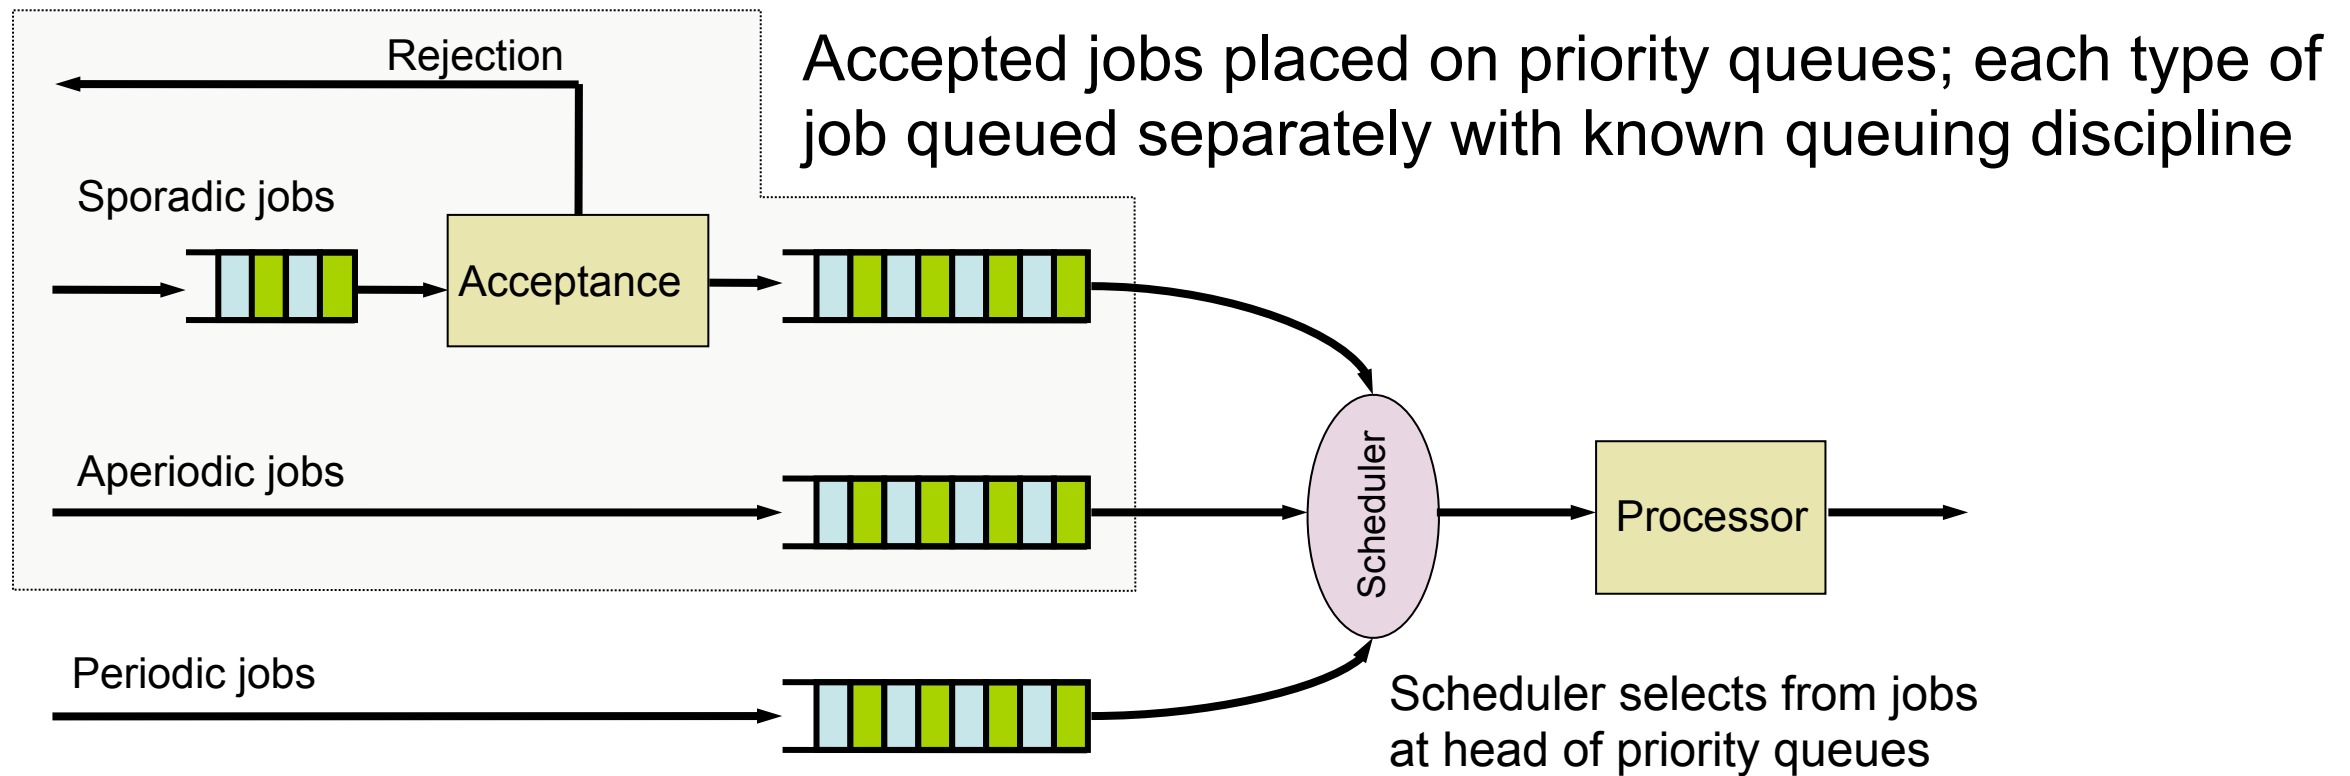 Rejection
Accepted jobs placed on priority queues; each type of
job queued separately with known queuing discipline
Sporadic jobs
Acceptance
Aperiodic jobs
Scheduler
Processor
Periodic jobs
Scheduler selects from jobs
at head of priority queues